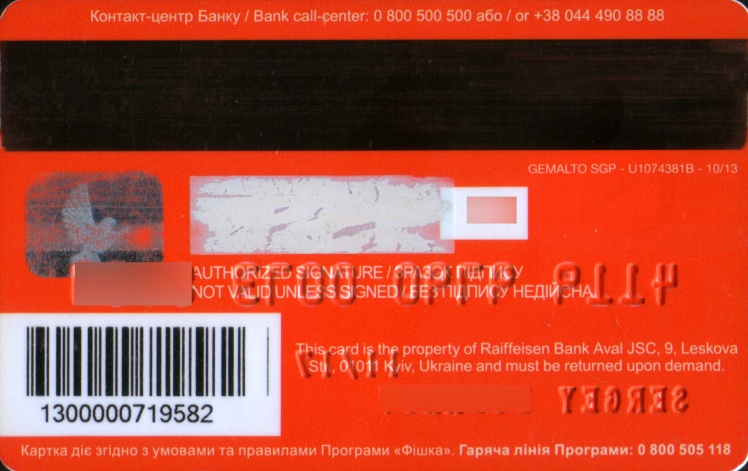 Контакт-центр Банку / Bank call-center: 0 800 500 500 або / or +38 044 490 88 88
GEMALTO SGP - U1074381B - 10/13
AUTHORIZED SIGNATURE / ЗРАЗОК ПІДПИСУ
NOT VALID UNLESS SIGNED / БЕЗ ПІДПИСУ НЕДІЙСНА
This card is the property of Raiffeisen Bank Aval JSC, 9, Leskova
Str., 01011 Kyiv, Ukraine and must be returned upon demand.
11/17
SERGEY
1300000719582
Картка діє згідно з умовами та правилами Програми «Фішка». Гаряча лінія Програми: 0 800 505 118